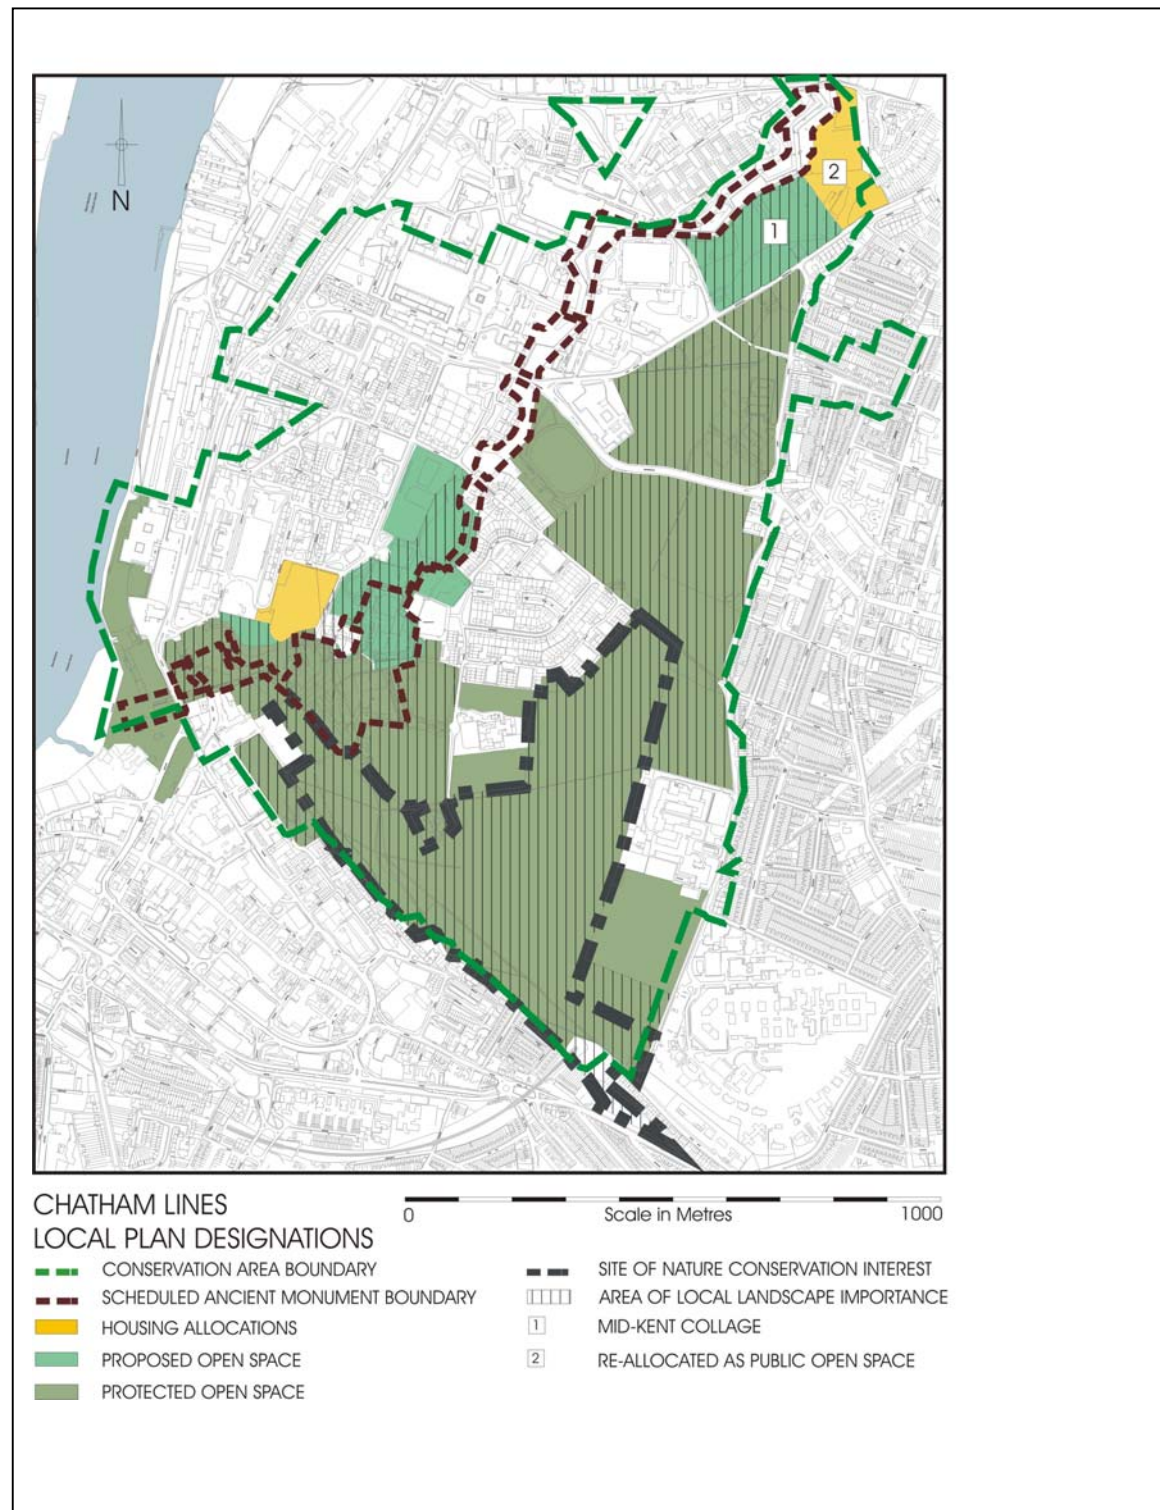 N
2
1
CHATHAM LINES
LOCAL PLAN DESIGNATIONS
0 Scale in Metres 1000
CONSERVATION AREA BOUNDARY
SCHEDULED ANCIENT MONUMENT BOUNDARY
HOUSING ALLOCATIONS
PROPOSED OPEN SPACE
PROTECTED OPEN SPACE
SITE OF NATURE CONSERVATION INTEREST
AREA OF LOCAL LANDSCAPE IMPORTANCE
1 MID-KENT COLLAGE
2 RE-ALLOCATED AS PUBLIC OPEN SPACE